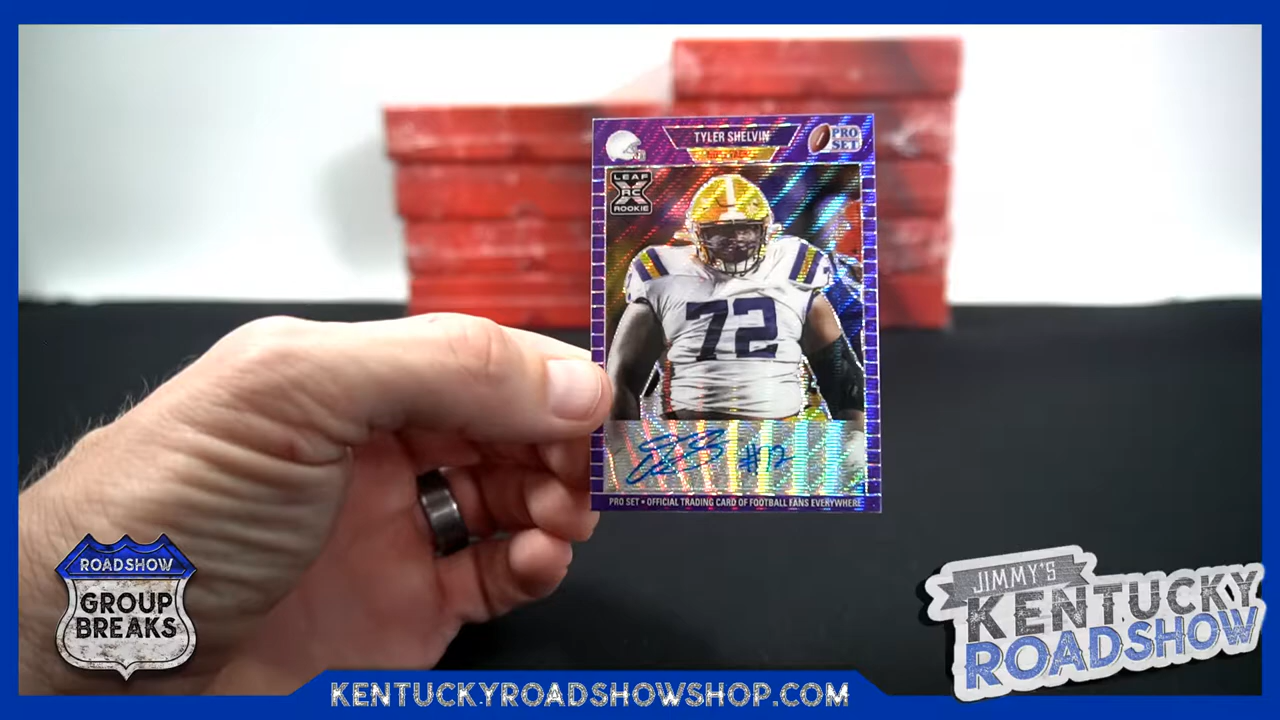 TYLER SHELVIN
PRO
SET
LEAF
RC
ROOKIE
72
#72
PRO SET • OFFICIAL TRADING CARD OF FOOTBALL FANS EVERYWHERE
ROADSHOW
GROUP
BREAKS
JIMMY'S
KENTUCKY
ROADSHOW
KENTUCKYROADSHOWSHOP.COM